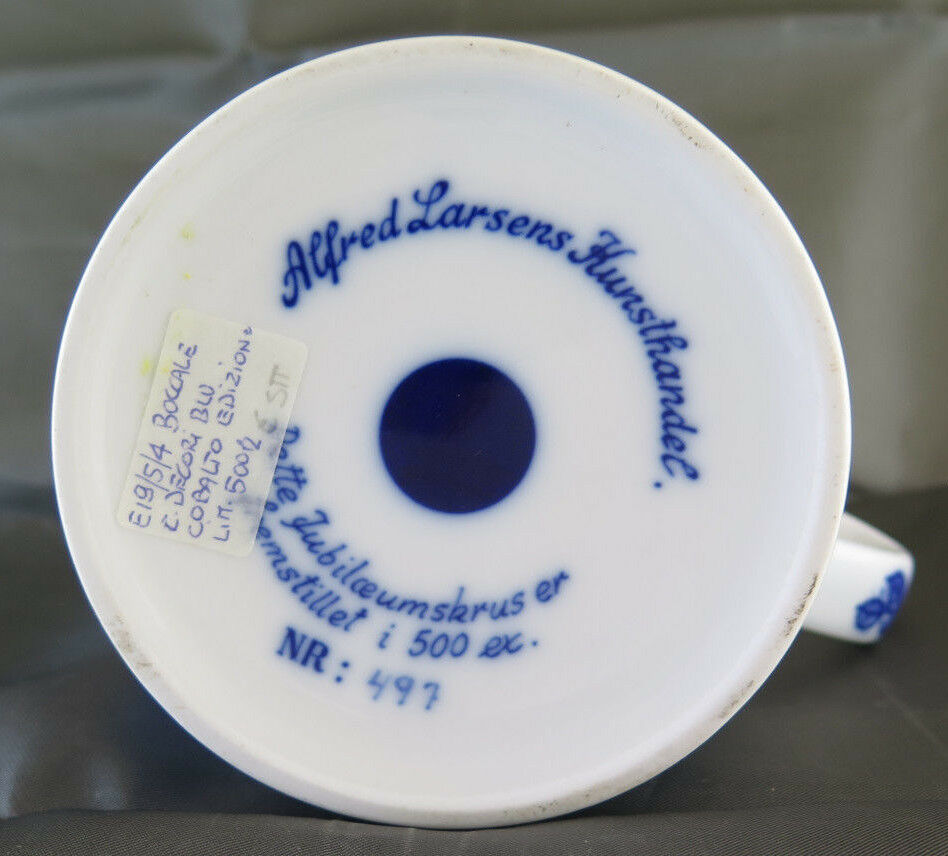 Alfred Larsens Kunsthandel.
Dette Jubilæumskrus er
fremstillet i 500 ex.
NR: 497
E19/5/4 BOCCALE
C. DECORI BLU
COBALTO EDIZIONE
LIM. 500